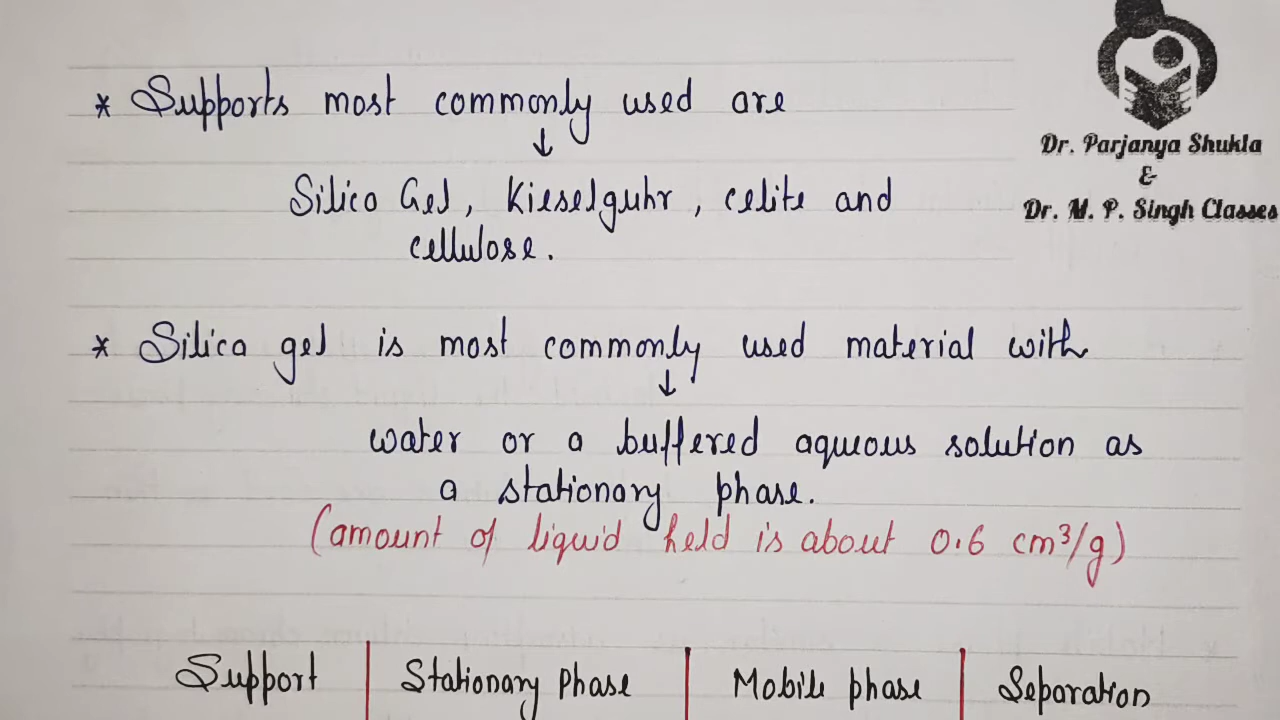 * Supports most commonly used are
↓
Silica Gel, Kieselguhr, celite and
cellulose.
* Silica gel is most commonly used material with
↓
water or a buffered aqueous solution as
a stationary phase.
(amount of liquid held is about 0.6 cm³/g)
Support | Stationary Phase | Mobile phase | Separation
Dr. Parjanya Shukla
&
Dr. M. P. Singh Classes